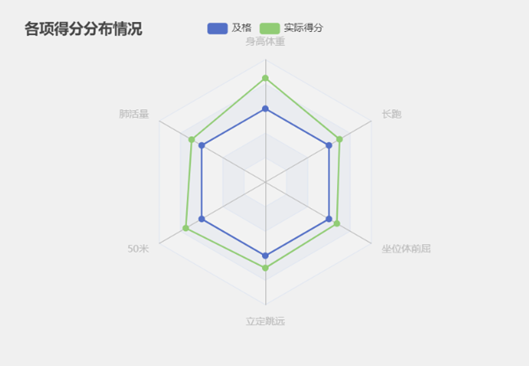 各项得分分布情况
及格
实际得分
身高体重
肺活量
长跑
50米
坐位体前屈
立定跳远